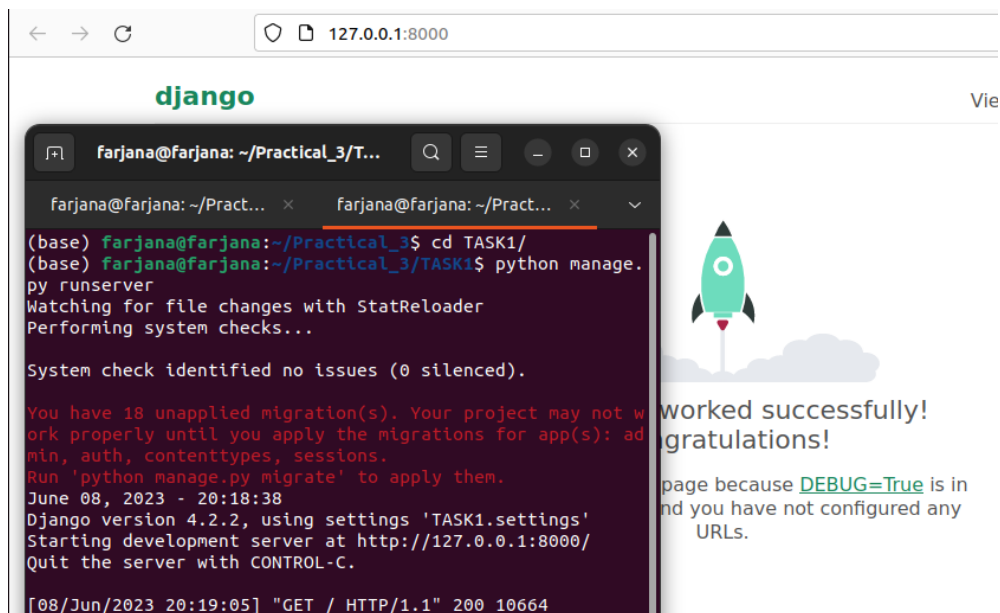 127.0.0.1:8000
django
Vie
farjana@farjana: ~/Practical_3/T...
farjana@farjana: ~/Pract...
farjana@farjana: ~/Pract...
(base) farjana@farjana:~/Practical_3$ cd TASK1/
(base) farjana@farjana:~/Practical_3/TASK1$ python manage.
py runserver
Watching for file changes with StatReloader
Performing system checks...
System check identified no issues (0 silenced).
You have 18 unapplied migration(s). Your project may not w
ork properly until you apply the migrations for app(s): ad
min, auth, contenttypes, sessions.
Run 'python manage.py migrate' to apply them.
June 08, 2023 - 20:18:38
Django version 4.2.2, using settings 'TASK1.settings'
Starting development server at http://127.0.0.1:8000/
Quit the server with CONTROL-C.
[08/Jun/2023 20:19:05] "GET / HTTP/1.1" 200 10664
worked successfully!
gratulations!
page because DEBUG=True is in
nd you have not configured any
URLs.